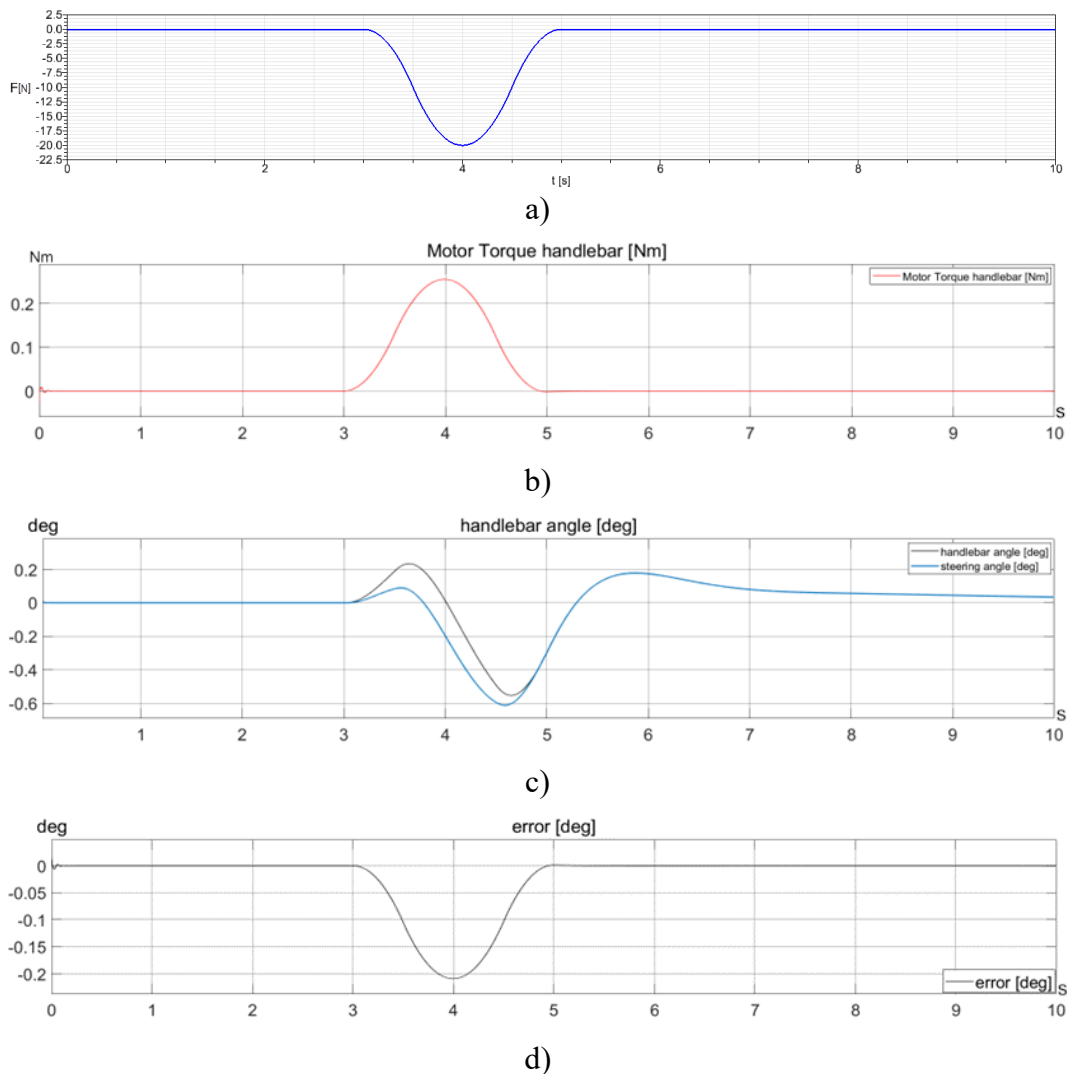 2.5
0.0
-2.5
-5.0
-7.5
F[N] -10.0
-12.5
-15.0
-17.5
-20.0
-22.5
0 2 4 6 8 10
t [s]
a)
Nm Motor Torque handlebar [Nm]
Motor Torque handlebar [Nm]
0.2
0.1
0
S
0 1 2 3 4 5 6 7 8 9 10
b)
deg handlebar angle [deg]
handlebar angle [deg]
steering angle [deg]
0.2
0
-0.2
-0.4
-0.6
S
1 2 3 4 5 6 7 8 9 10
c)
deg error [deg]
0
-0.05
-0.1
-0.15
-0.2
error [deg]
S
0 1 2 3 4 5 6 7 8 9 10
d)